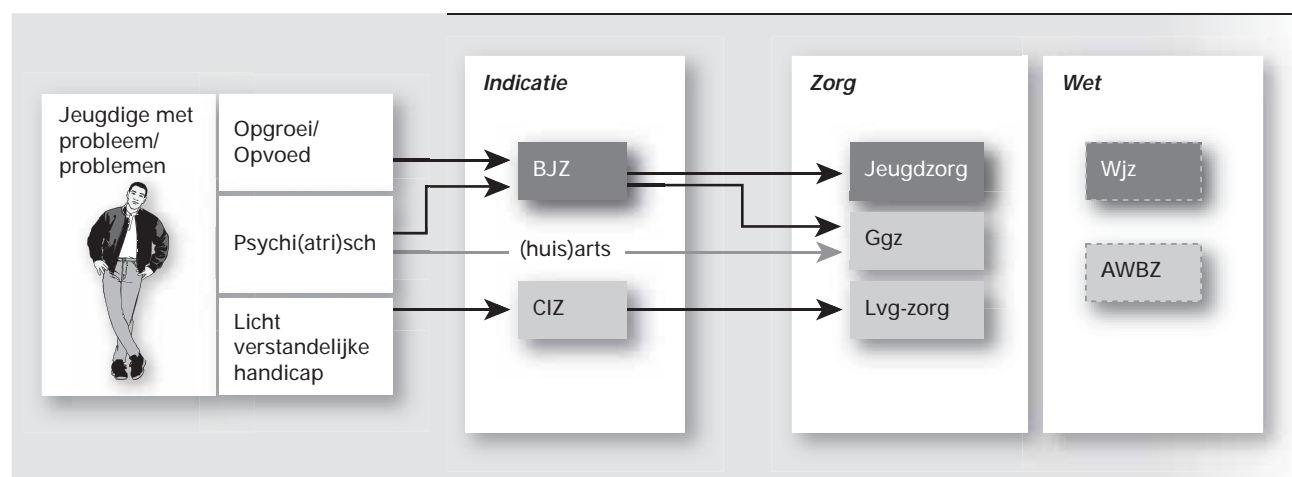 Jeugdige met
probleem/
problemen
Opgroei/
Opvoed
Psychi(atri)sch
Licht
verstandelijke
handicap
Indicatie
BJZ
(huis)arts
CIZ
Zorg
Jeugdzorg
Ggz
Lvg-zorg
Wet
Wjz
AWBZ